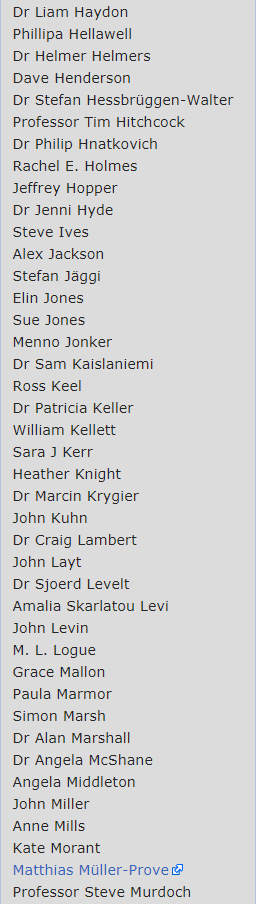 Dr Liam Haydon
Phillipa Hellawell
Dr Helmer Helmers
Dave Henderson
Dr Stefan Hessbrüggen-Walter
Professor Tim Hitchcock
Dr Philip Hnatkovich
Rachel E. Holmes
Jeffrey Hopper
Dr Jenni Hyde
Steve Ives
Alex Jackson
Stefan Jäggi
Elin Jones
Sue Jones
Menno Jonker
Dr Sam Kaislaniemi
Ross Keel
Dr Patricia Keller
William Kellett
Sara J Kerr
Heather Knight
Dr Marcin Krygier
John Kuhn
Dr Craig Lambert
John Layt
Dr Sjoerd Levelt
Amalia Skarlatou Levi
John Levin
M. L. Logue
Grace Mallon
Paula Marmor
Simon Marsh
Dr Alan Marshall
Dr Angela McShane
Angela Middleton
John Miller
Anne Mills
Kate Morant
Matthias Müller-Prove
Professor Steve Murdoch